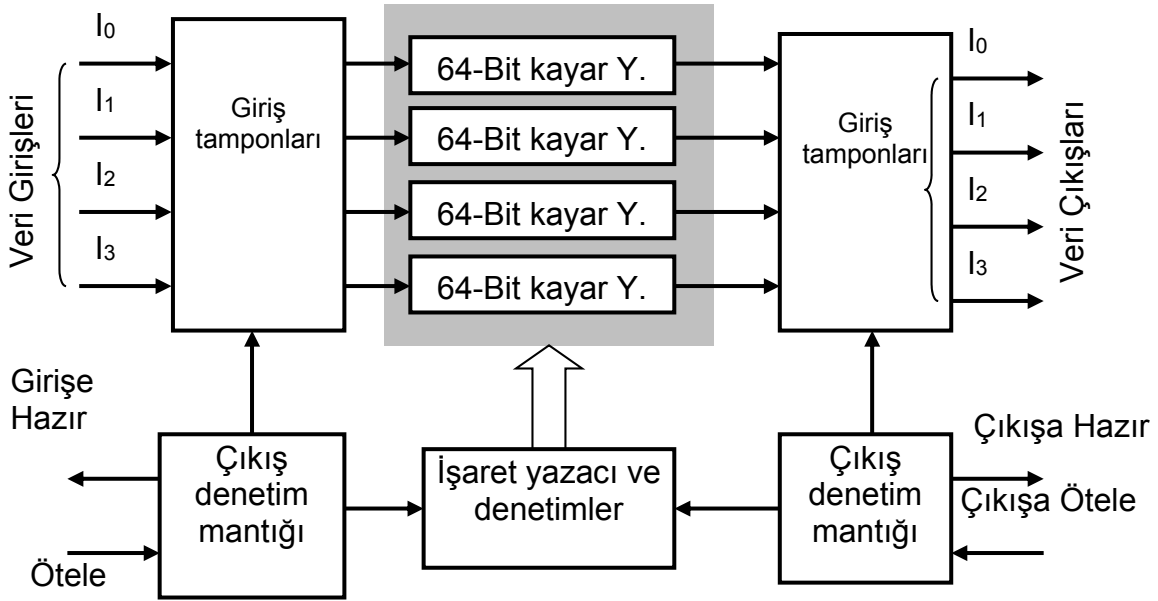 I0
I1
I2
I3
Veri Girişleri
Giriş
tamponları
64-Bit kayar Y.
64-Bit kayar Y.
64-Bit kayar Y.
64-Bit kayar Y.
Giriş
tamponları
I0
I1
I2
I3
Veri Çıkışları
Girişe
Hazır
Ötele
Çıkış
denetim
mantığı
İşaret yazacı ve
denetimler
Çıkış
denetim
mantığı
Çıkışa Hazır
Çıkışa Ötele